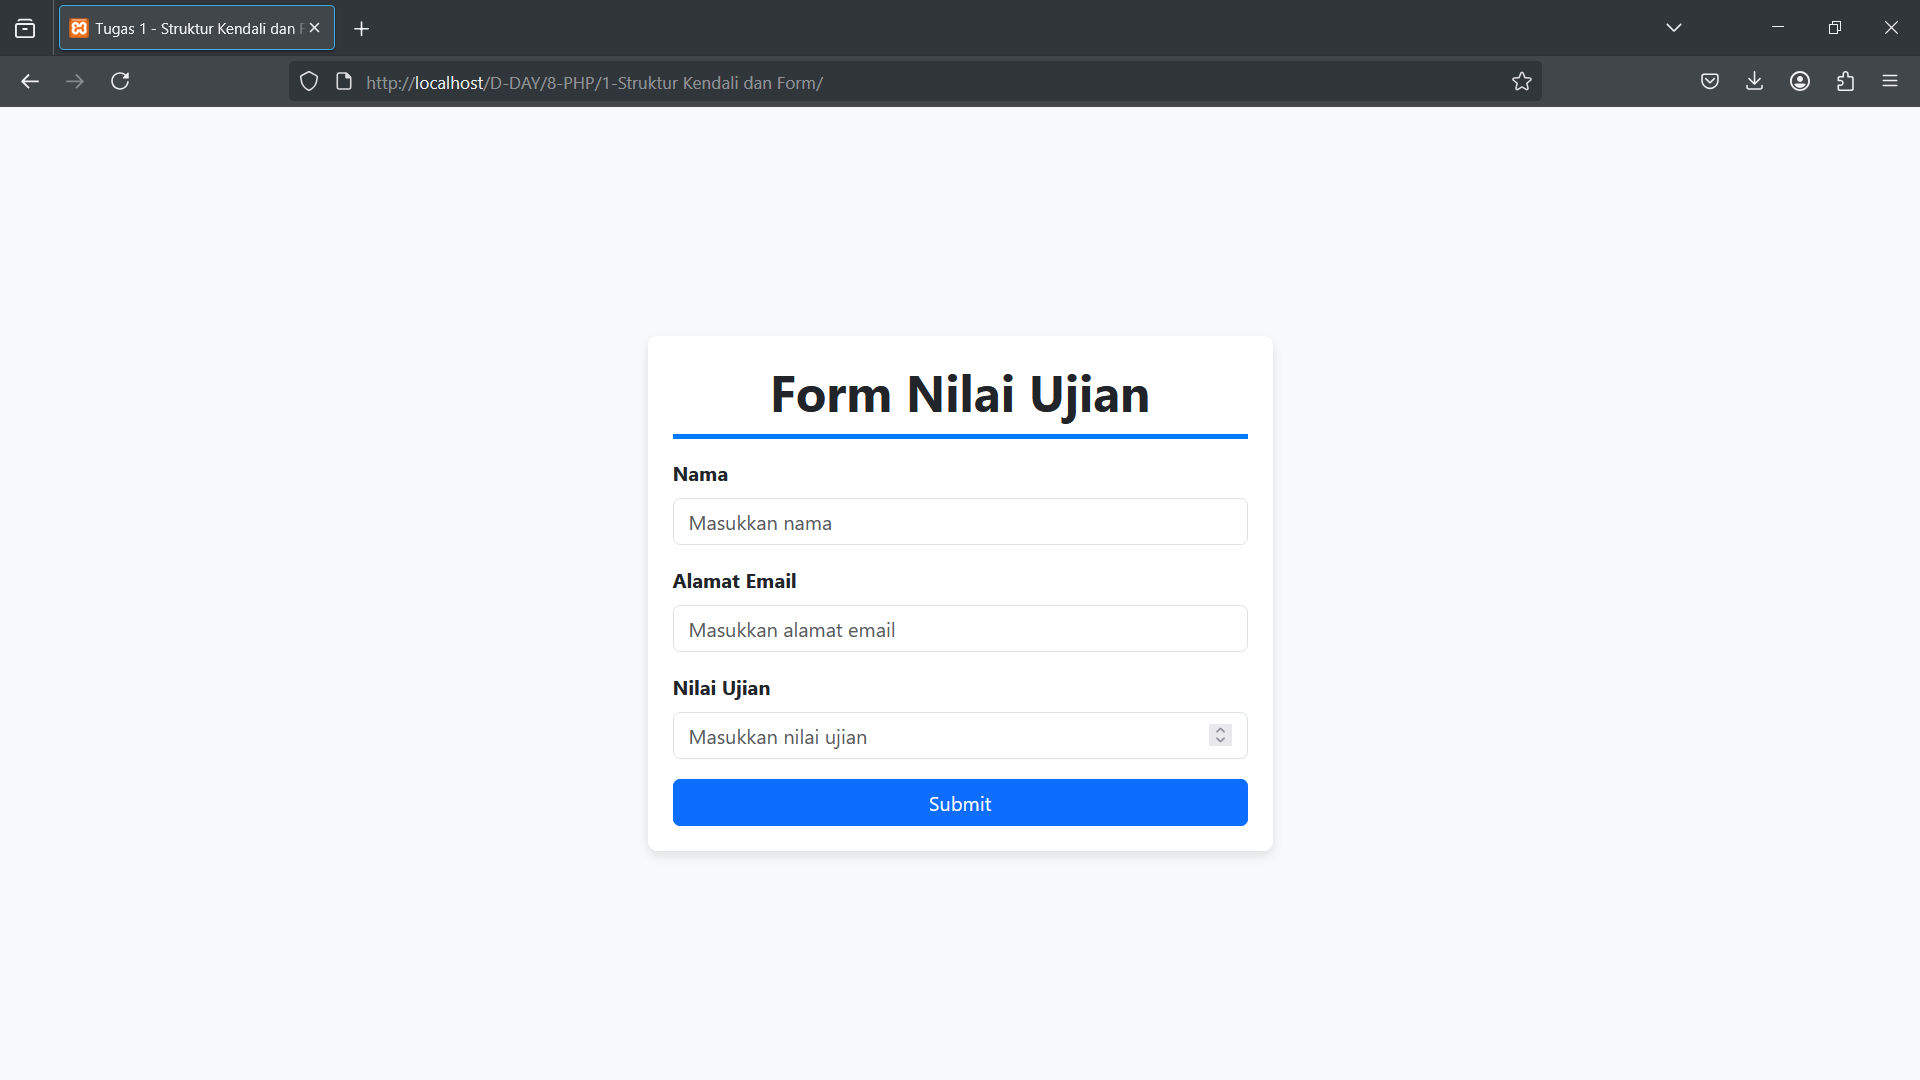 Tugas 1 - Struktur Kendali dan
http://localhost/D-DAY/8-PHP/1-Struktur Kendali dan Form/
Form Nilai Ujian
Nama
Masukkan nama
Alamat Email
Masukkan alamat email
Nilai Ujian
Masukkan nilai ujian
Submit